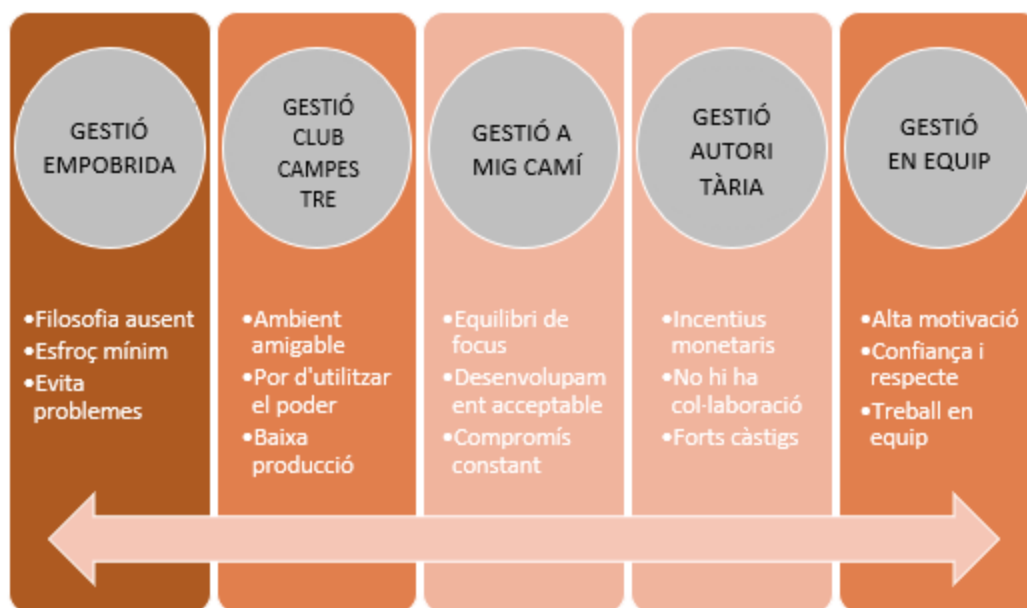 GESTIÓ
EMPOBRIDA
•Filosofia ausent
•Esfroç mínim
•Evita
problemes
GESTIÓ
CLUB
CAMPES
TRE
•Ambient
amigable
•Por d'utilitzar
el poder
•Baixa
producció
GESTIÓ A
MIG CAMÍ
•Equilibri de
focus
•Desenvolupam
ent acceptable
•Compromís
constant
GESTIÓ
AUTORI
TÀRIA
•Incentius
monetaris
•No hi ha
col·laboració
•Forts càstigs
GESTIÓ
EN EQUIP
•Alta motivació
•Confiança i
respecte
•Treball en
equip